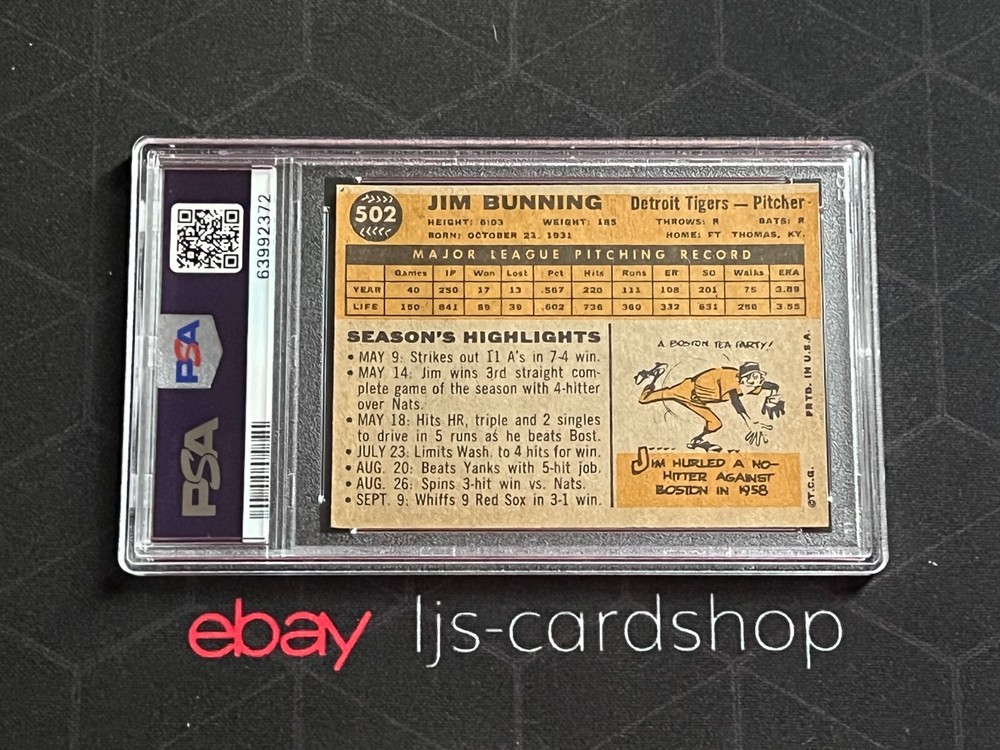 63992372
PSA
PSA
502
JIM BUNNING Detroit Tigers — Pitcher
HEIGHT: 6:03 WEIGHT: 185 THROWS: R BATS: R
BORN: OCTOBER 23, 1931 HOME: FT. THOMAS, KY.
MAJOR LEAGUE PITCHING RECORD
Games IP Won Lost Pct Hits Runs ER SO Walks ERA
YEAR 40 250 17 13 .567 220 111 108 201 75 3.89
LIFE 150 841 59 39 .602 736 360 332 631 256 3.55
SEASON'S HIGHLIGHTS
• MAY 9: Strikes out 11 A's in 7-4 win.
• MAY 14: Jim wins 3rd straight com-
plete game of the season with 4-hitter
over Nats.
• MAY 18: Hits HR, triple and 2 singles
to drive in 5 runs as he beats Bost.
• JULY 23: Limits Wash. to 4 hits for win.
• AUG. 20: Beats Yanks with 5-hit job.
• AUG. 26: Spins 3-hit win vs. Nats.
• SEPT. 9: Whiffs 9 Red Sox in 3-1 win.
A BOSTON TEA PARTY!
JIM HURLED A NO-
HITTER AGAINST
BOSTON IN 1958
©T.C.G. PRTD. IN U.S.A.
ebay ljs-cardshop